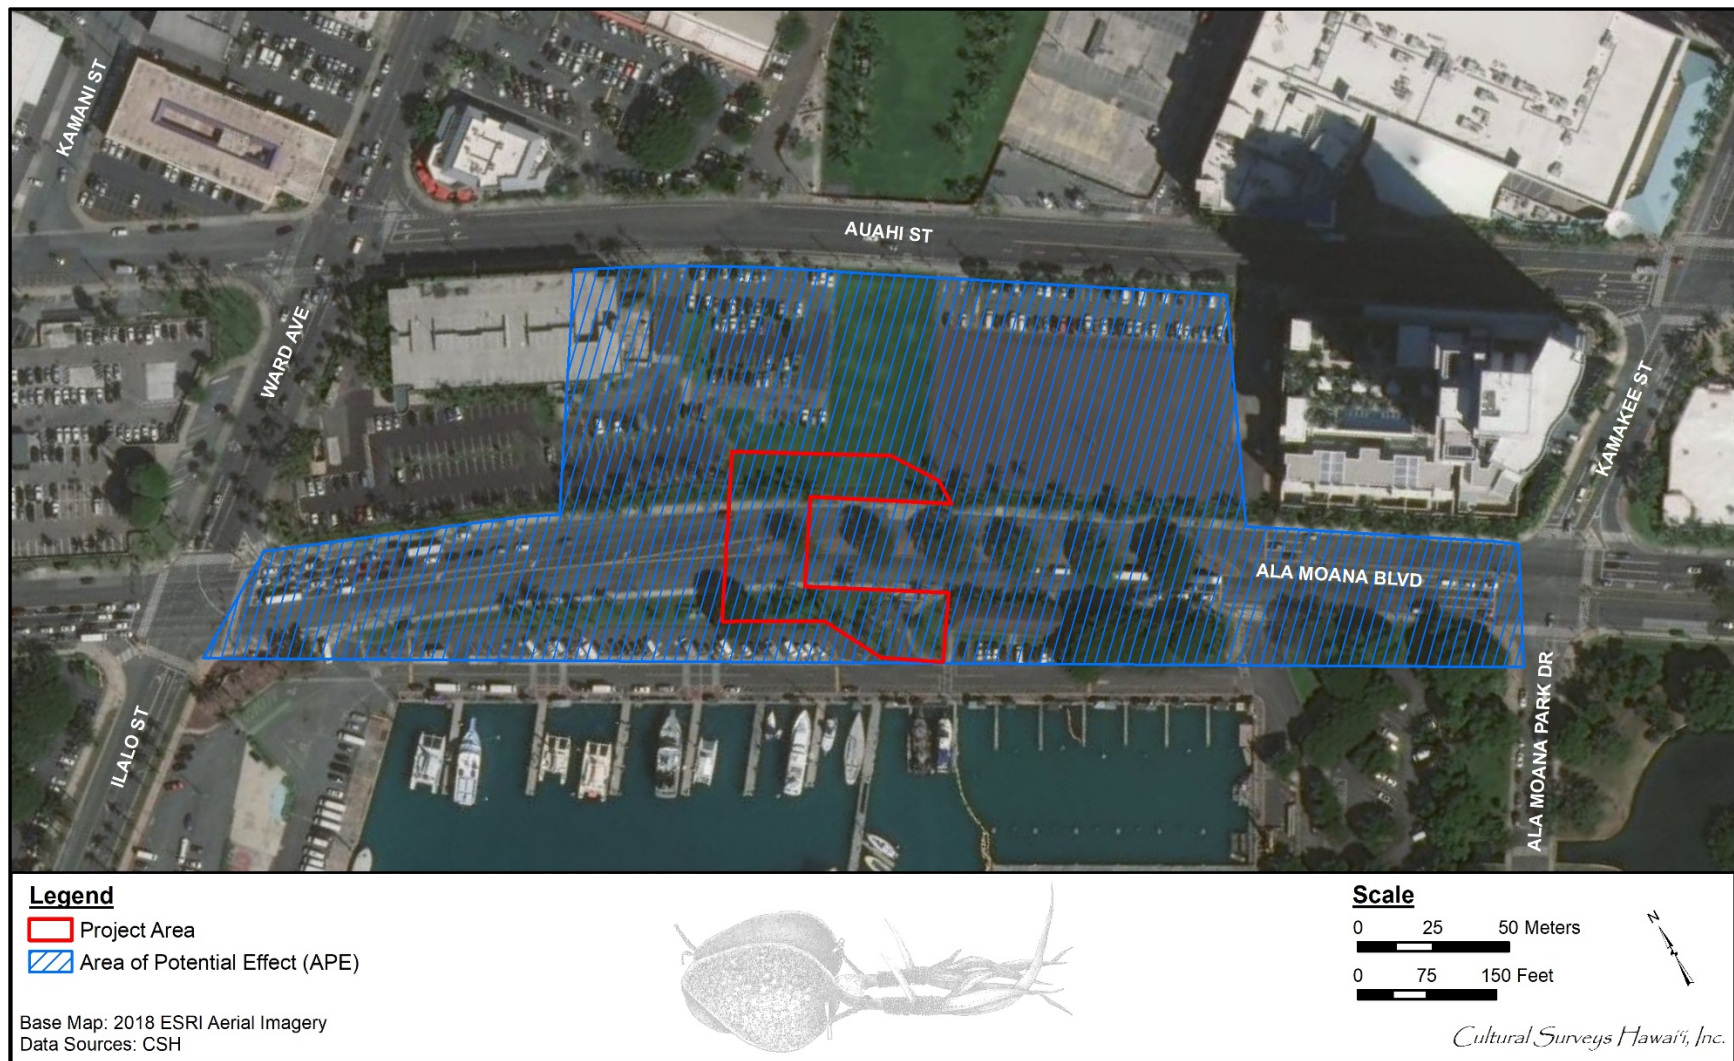 KAMANI ST
AUAHI ST
WARD AVE
KAMAKEE ST
ALA MOANA BLVD
ILALO ST
ALA MOANA PARK DR
Legend
Project Area
Area of Potential Effect (APE)
Base Map: 2018 ESRI Aerial Imagery
Data Sources: CSH
Scale
0 25 50 Meters
0 75 150 Feet
N
Cultural Surveys Hawaiʻi, Inc.